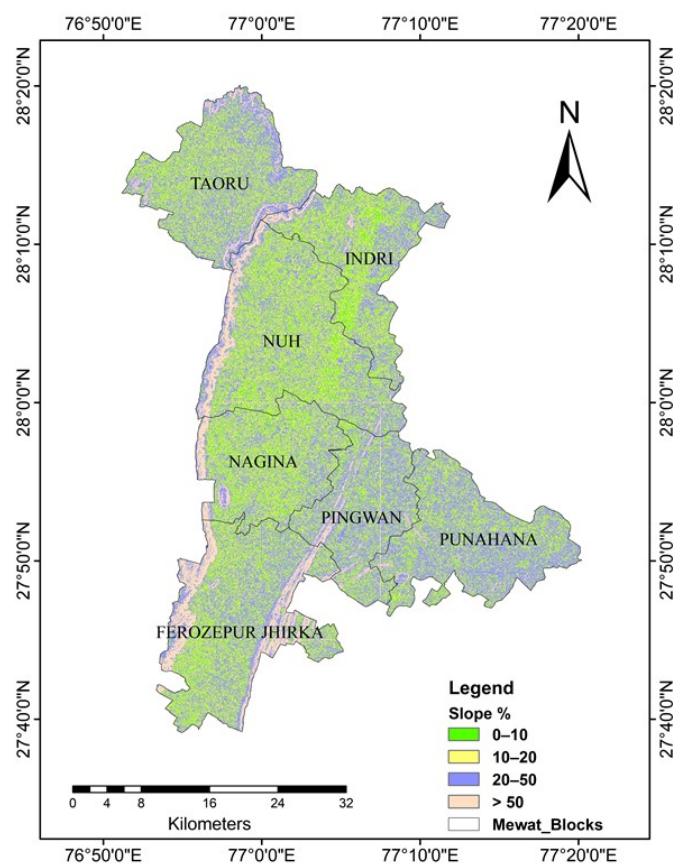 76°50'0"E 77°0'0"E 77°10'0"E 77°20'0"E
28°20'0"N 28°20'0"N
N
TAORU
28°10'0"N 28°10'0"N
INDRI
NUH
28°0'0"N 28°0'0"N
NAGINA
PINGWAN
PUNAHANA
27°50'0"N 27°50'0"N
FEROZEPUR JHIRKA
Legend
Slope %
27°40'0"N 27°40'0"N
0–10
10–20
20–50
> 50
Mewat_Blocks
0 4 8 16 24 32
Kilometers
76°50'0"E 77°0'0"E 77°10'0"E 77°20'0"E